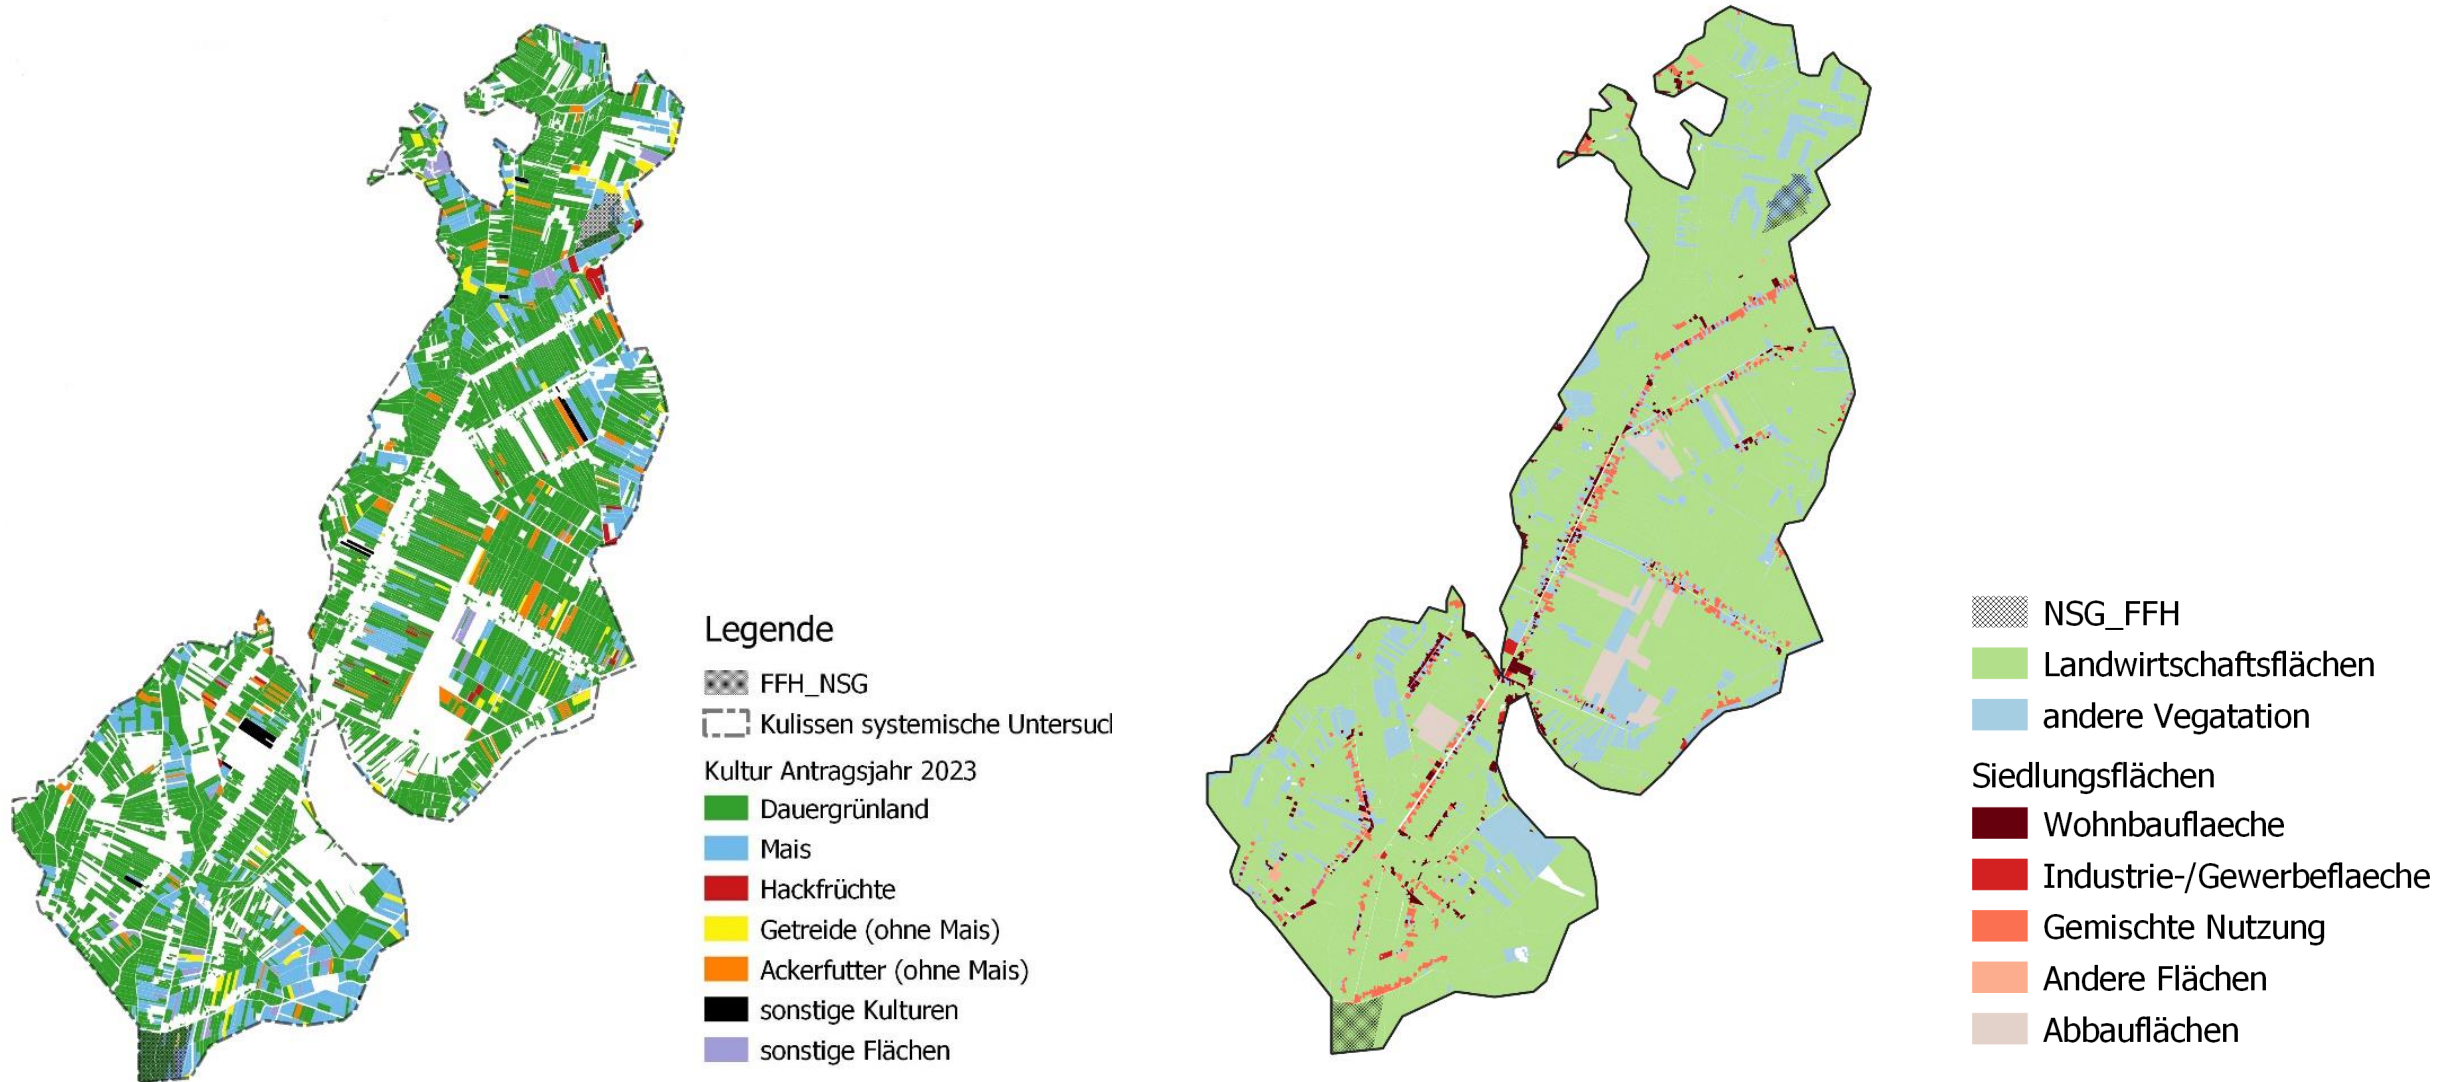 Legende
FFH_NSG
Kulissen systemische Untersucl
Kultur Antragsjahr 2023
Dauergrünland
Mais
Hackfrüchte
Getreide (ohne Mais)
Ackerfutter (ohne Mais)
sonstige Kulturen
sonstige Flächen
NSG_FFH
Landwirtschaftsflächen
andere Vegatation
Siedlungsflächen
Wohnbauflaeche
Industrie-/Gewerbeflaeche
Gemischte Nutzung
Andere Flächen
Abbauflächen